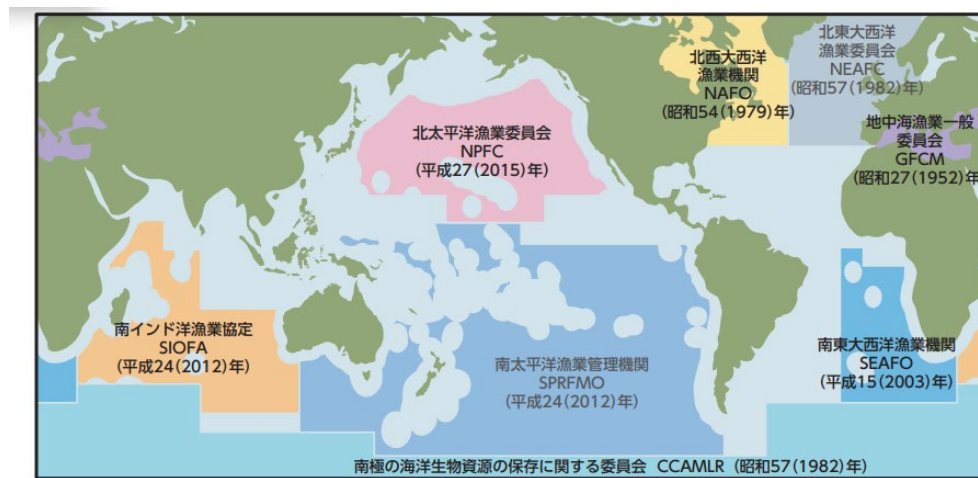 北西大西洋
漁業機関
NAFO
(昭和54(1979)年)
北東大西洋
漁業委員会
NEAFC
(昭和57(1982)年)
地中海漁業一般
委員会
GFCM
(昭和27(1952)年
北太平洋漁業委員会
NPFC
(平成27(2015)年)
南インド洋漁業協定
SIOFA
(平成24(2012)年)
南太平洋漁業管理機関
SPRFMO
(平成24(2012)年)
南東大西洋漁業機関
SEAFO
(平成15(2003)年)
南極の海洋生物資源の保存に関する委員会 CCAMLR (昭和57(1982)年)